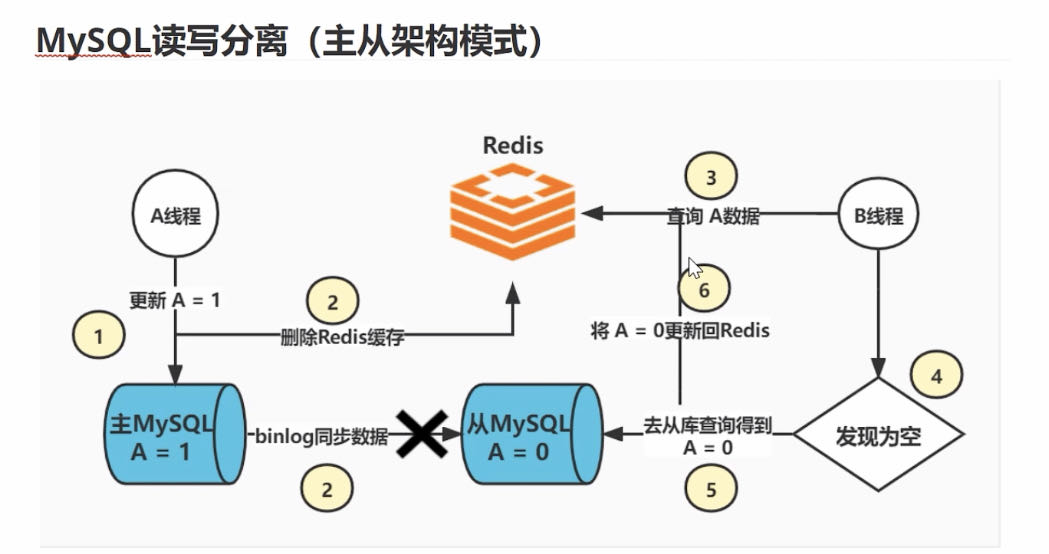 MySQL读写分离（主从架构模式）
Redis
3
A线程
查询 A数据
B线程
更新 A = 1
2
6
1
删除Redis缓存
将 A = 0更新回Redis
4
主MySQL
A = 1
binlog同步数据
从MySQL
A = 0
去从库查询得到
A = 0
发现为空
2
5